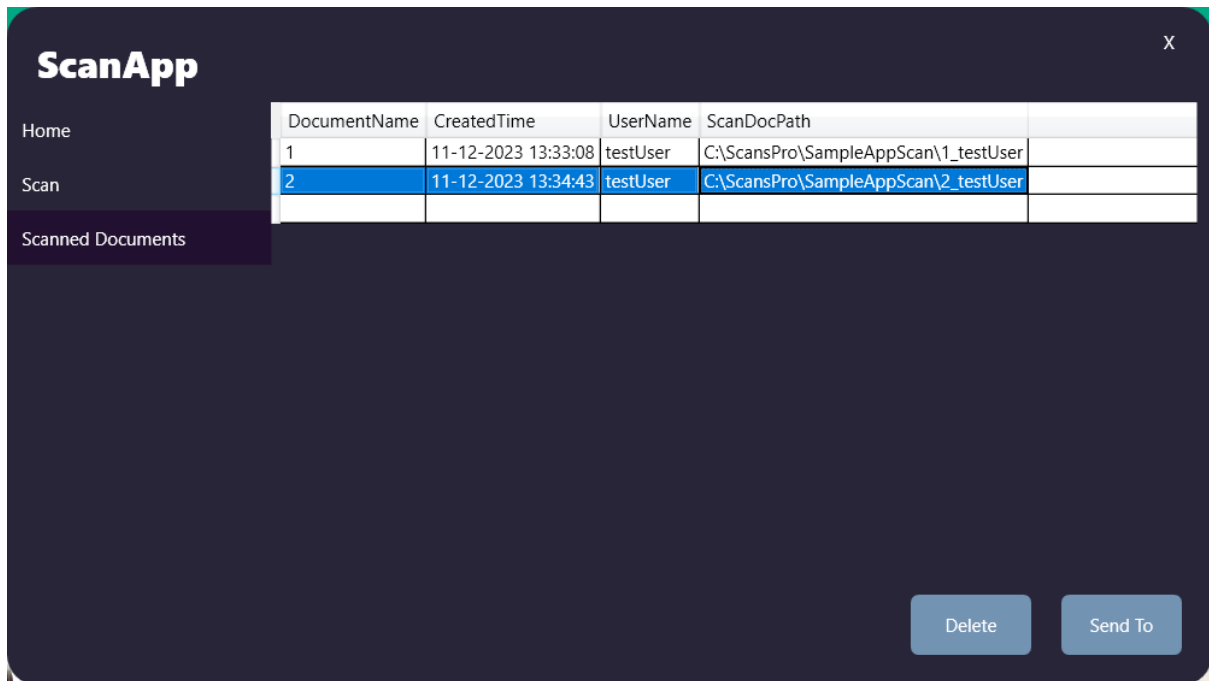 X
ScanApp
Home
Scan
Scanned Documents
DocumentName CreatedTime UserName ScanDocPath
1 11-12-2023 13:33:08 testUser C:\ScansPro\SampleAppScan\1_testUser
2 11-12-2023 13:34:43 testUser C:\ScansPro\SampleAppScan\2_testUser
Delete Send To